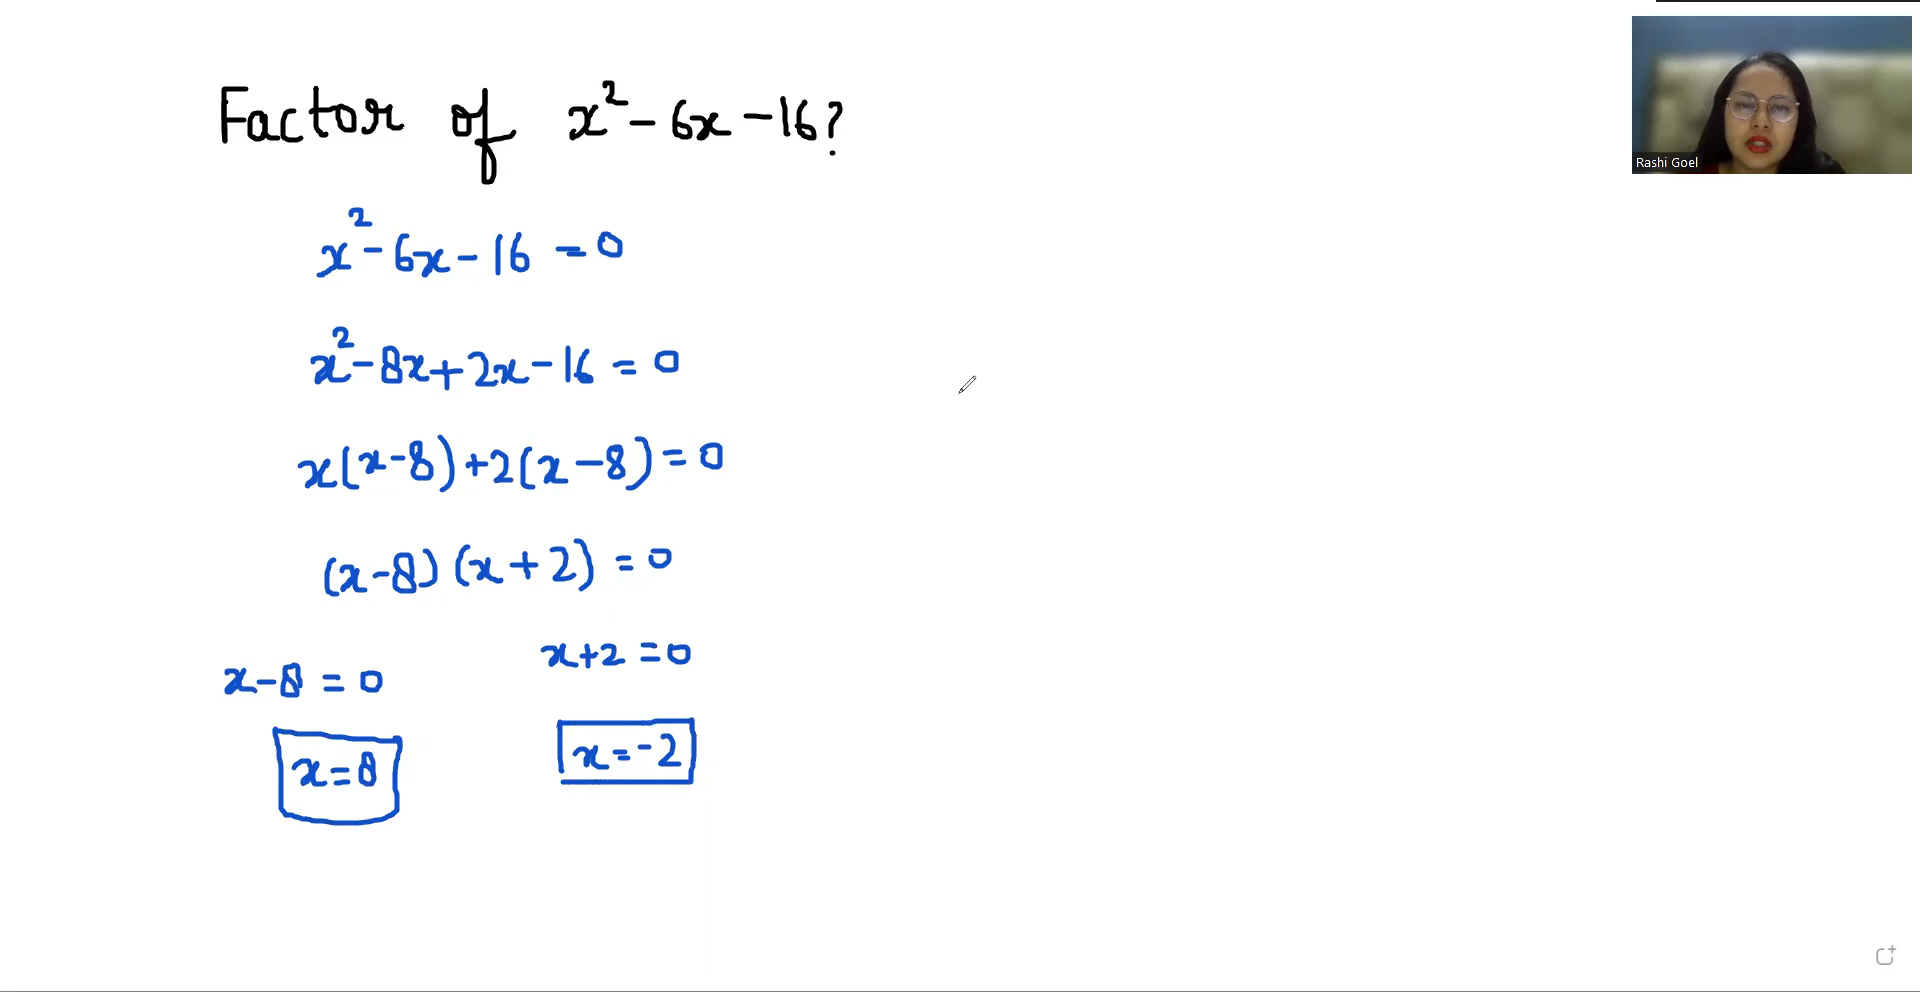 Factor of x² - 6x - 16?
x² - 6x - 16 = 0
x² - 8x + 2x - 16 = 0
x(x - 8) + 2(x - 8) = 0
(x - 8) (x + 2) = 0
x - 8 = 0
x + 2 = 0
x = 8
x = -2
Rashi Goel